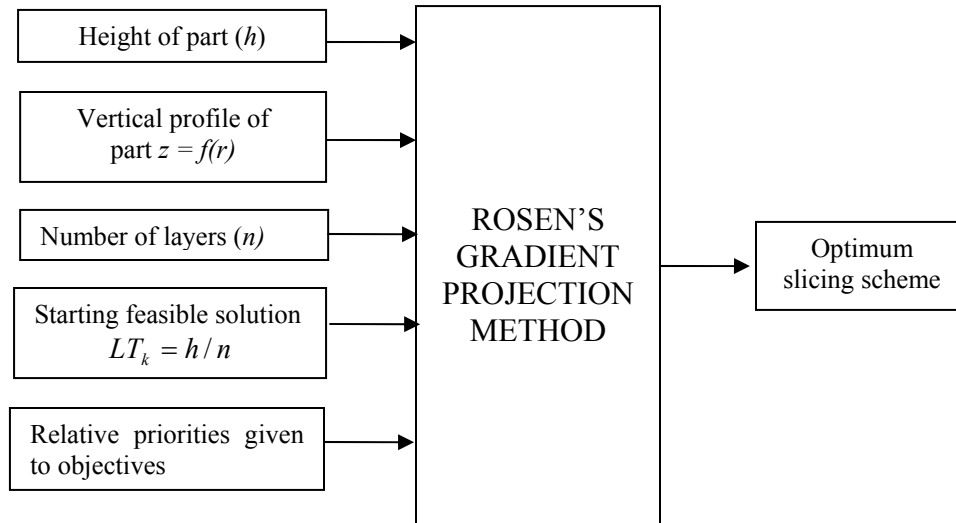 Height of part (h)
Vertical profile of
part z = f(r)
Number of layers (n)
Starting feasible solution
LT_k = h / n
Relative priorities given
to objectives
ROSEN'S
GRADIENT
PROJECTION
METHOD
Optimum
slicing scheme